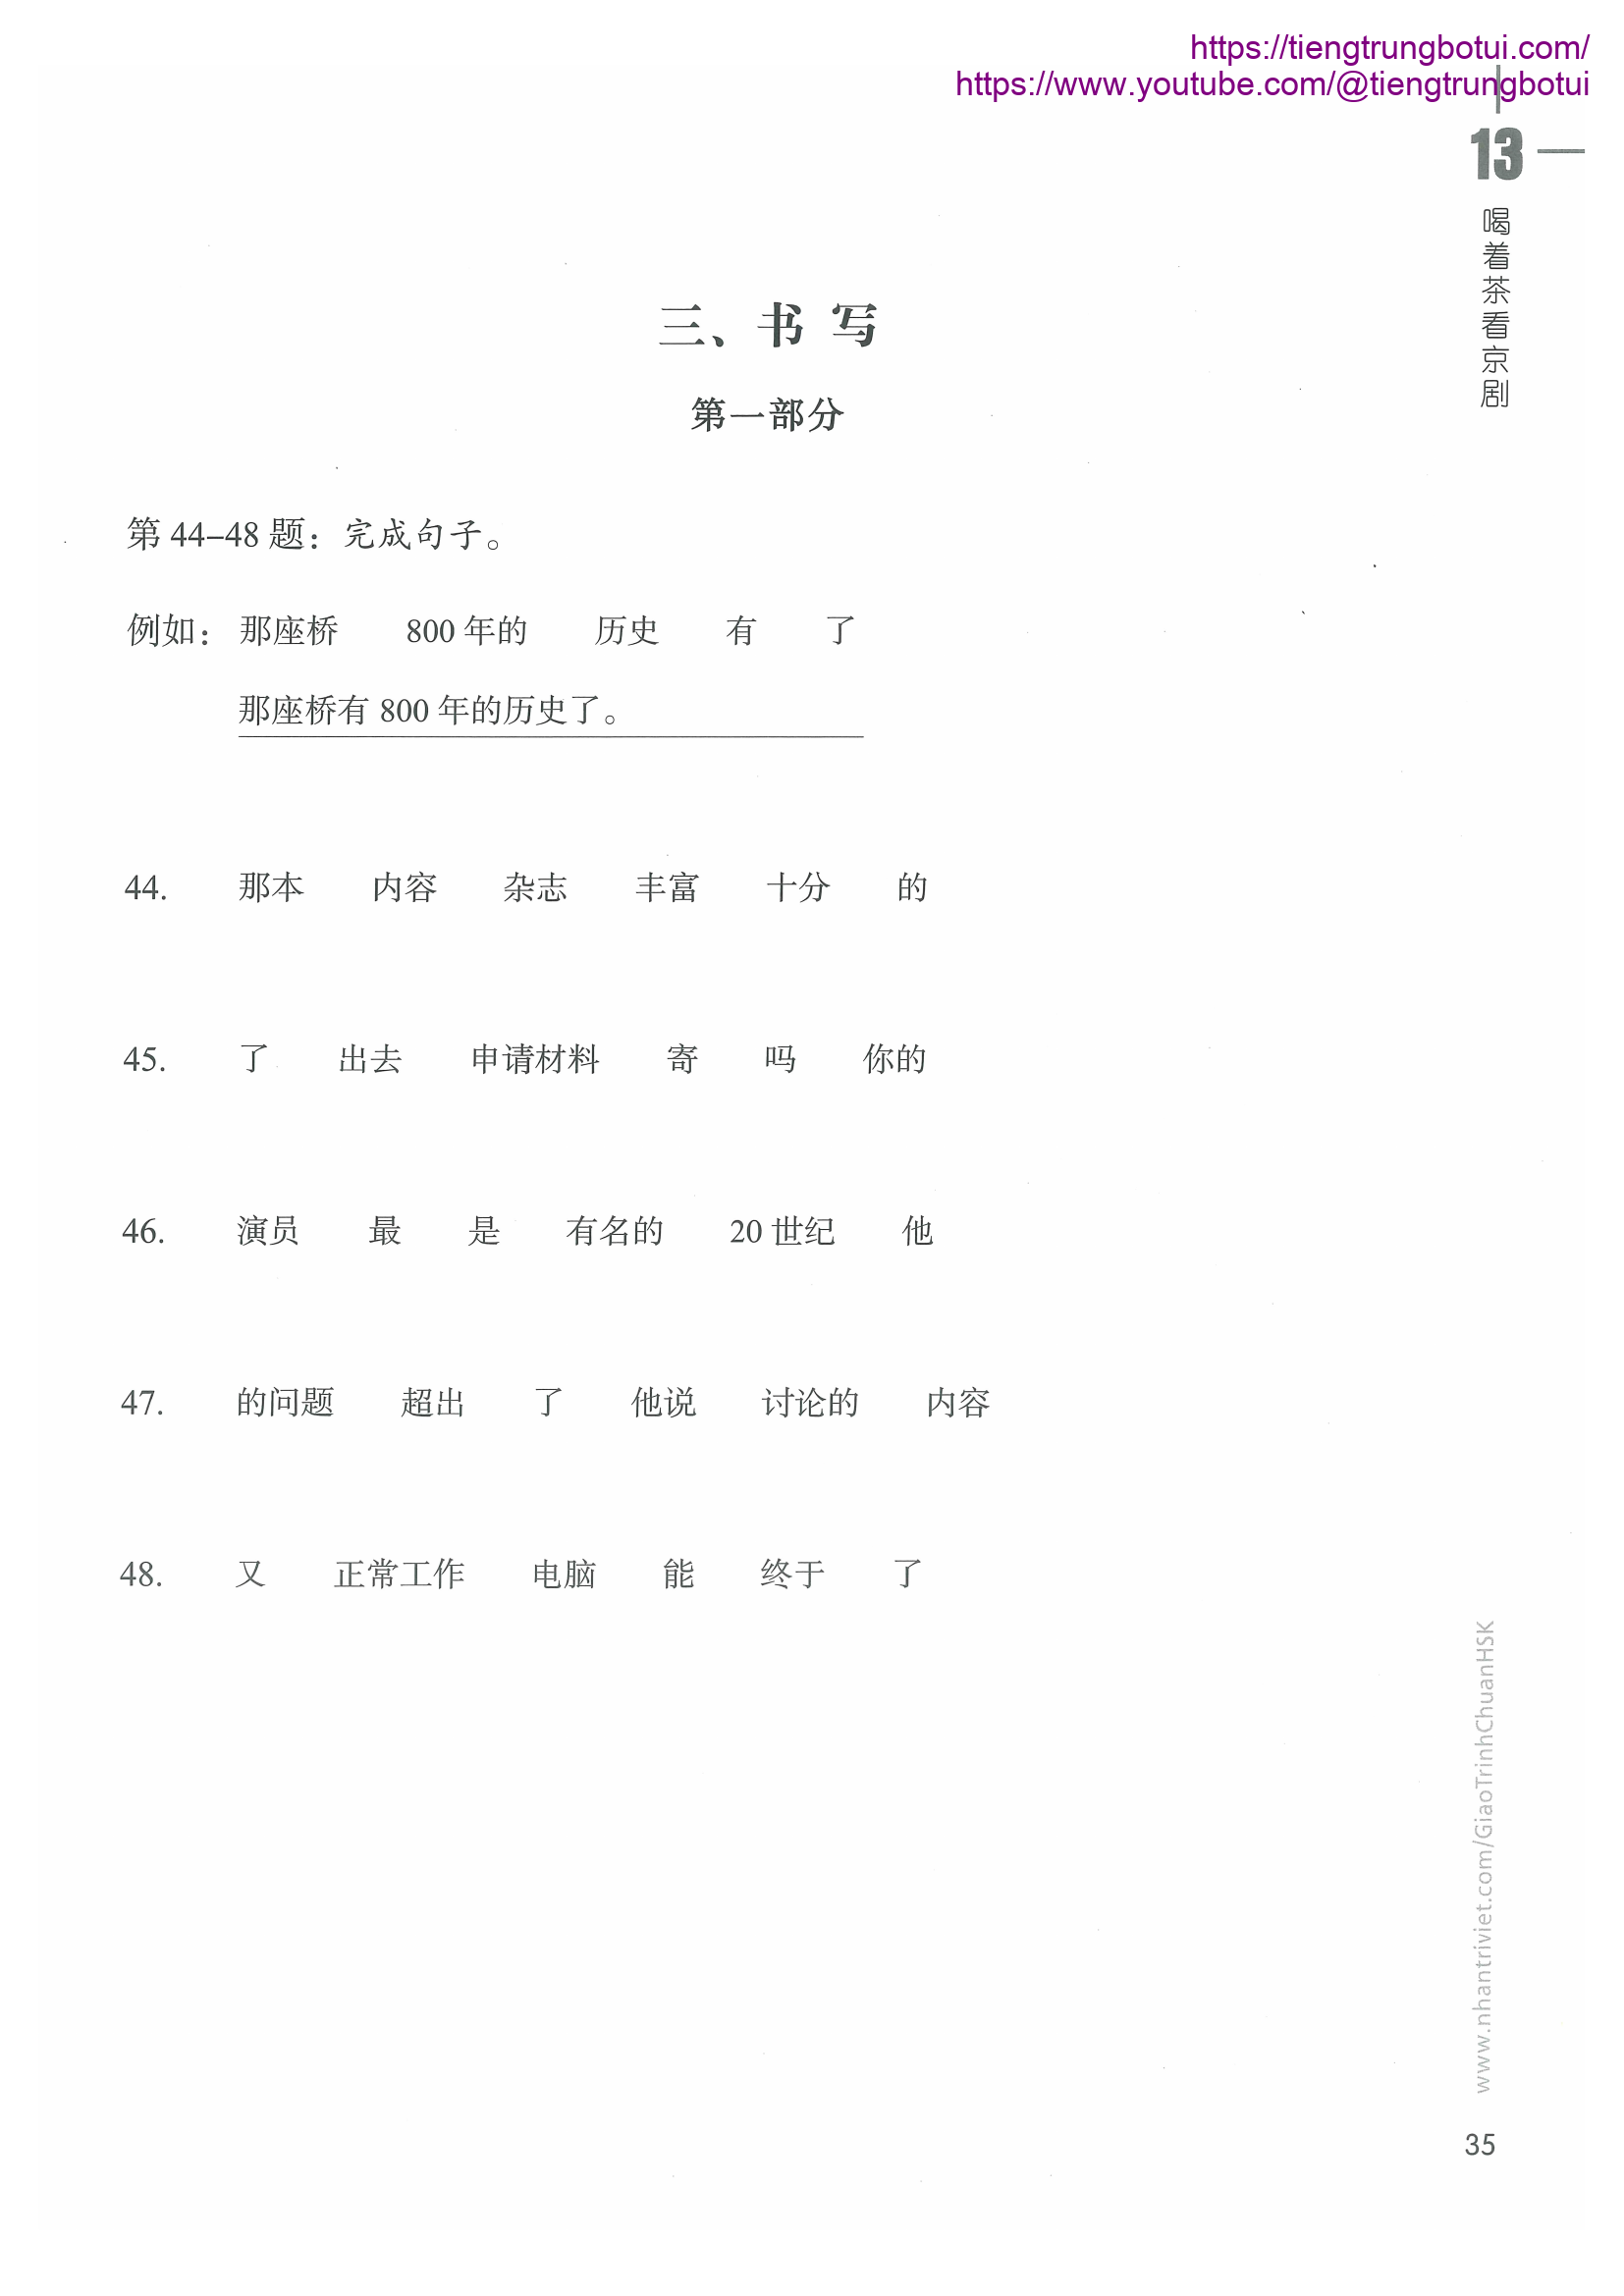 https://tiengtrungbotui.com/
https://www.youtube.com/@tiengtrungbotui
13
喝着茶看京剧
三、书 写
第一部分
第 44–48 题：完成句子。
例如：那座桥 800 年的 历史 有 了
那座桥有 800 年的历史了。
44. 那本 内容 杂志 丰富 十分 的
45. 了 出去 申请材料 寄 吗 你的
46. 演员 最 是 有名的 20 世纪 他
47. 的问题 超出 了 他说 讨论的 内容
48. 又 正常工作 电脑 能 终于 了
www.nhantriviet.com/GiaoTrinhChuanHSK
35